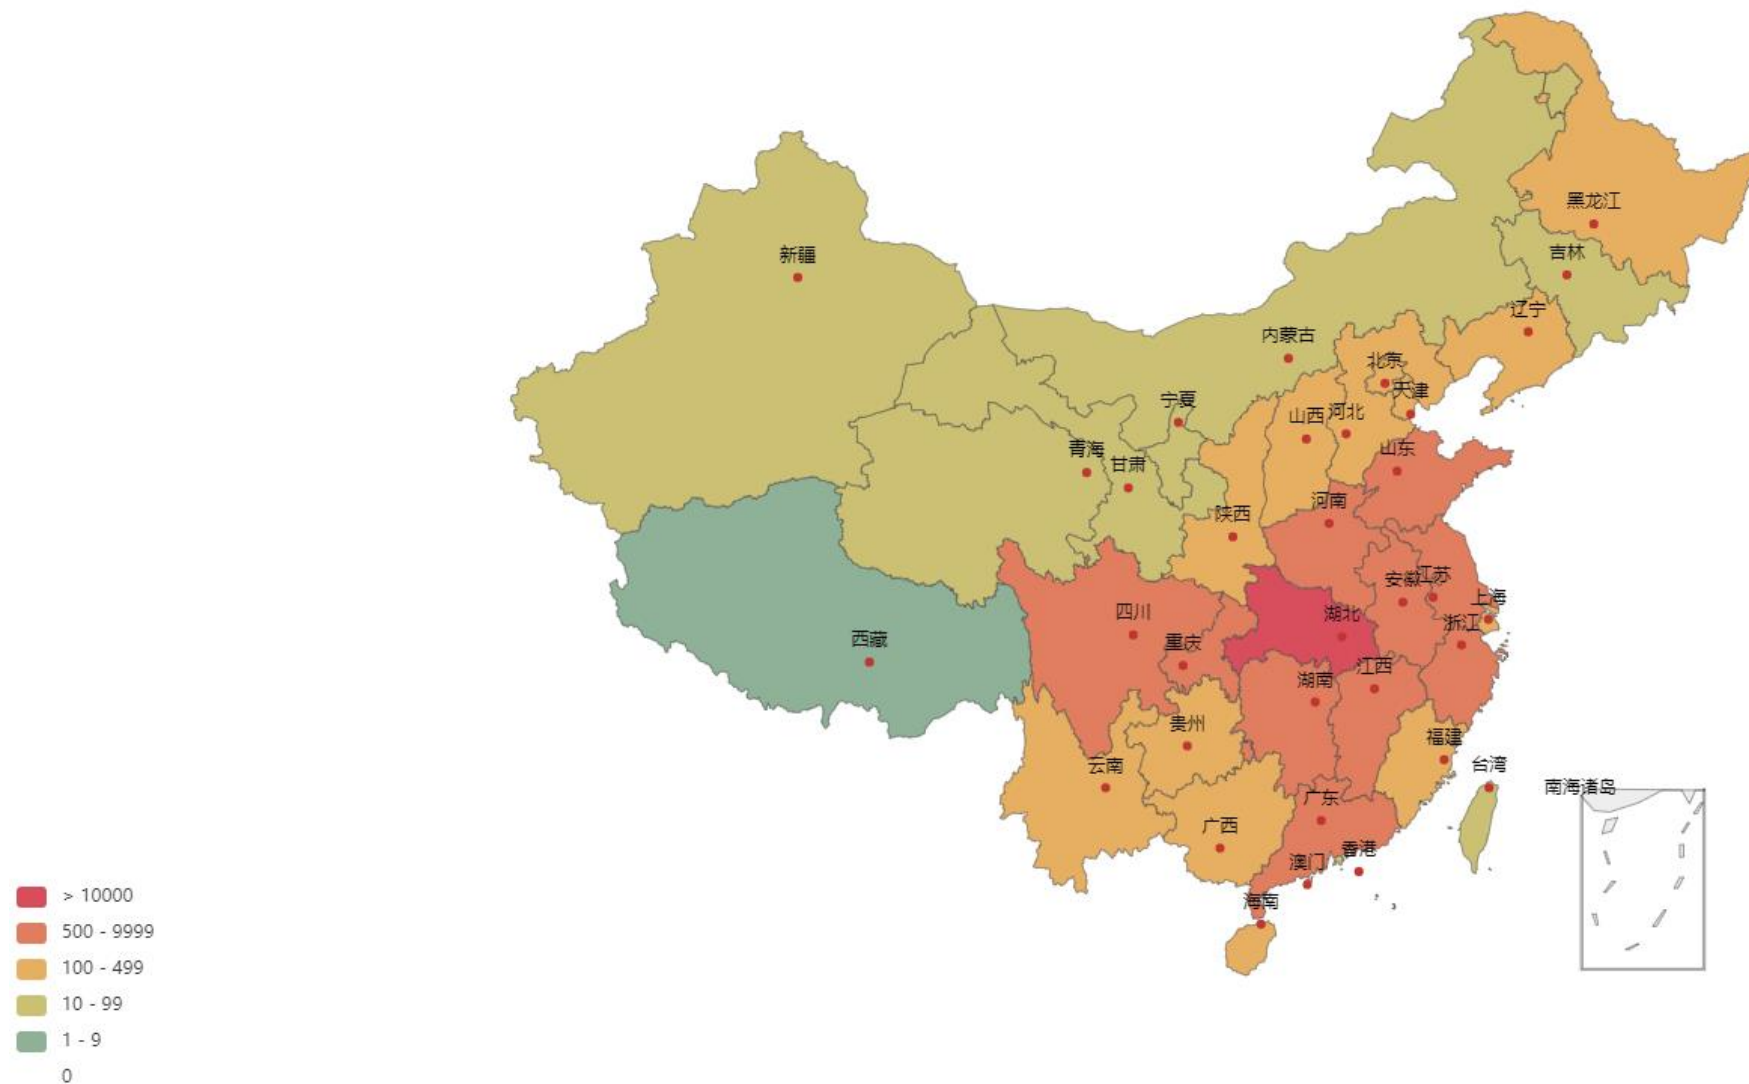 黑龙江
吉林
新疆
辽宁
内蒙古
北京
天津
宁夏
山西
河北
青海
甘肃
山东
陕西
河南
安徽
江苏
上海
四川
湖北
浙江
西藏
重庆
江西
湖南
贵州
福建
云南
台湾
南海诸岛
广东
广西
澳门
香港
海南
> 10000
500 - 9999
100 - 499
10 - 99
1 - 9
0